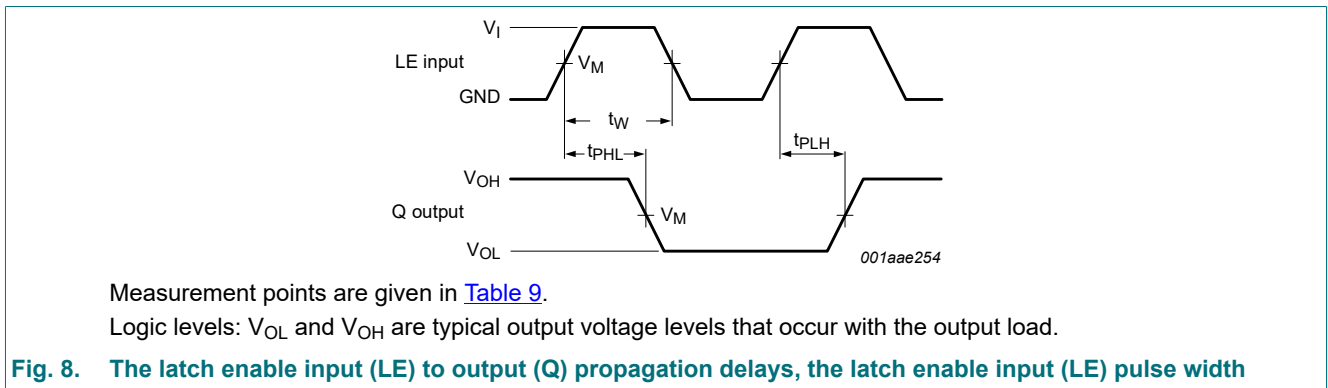 VI
LE input
VM
GND
tW
tPHL
tPLH
VOH
Q output
VM
VOL
001aae254
Measurement points are given in Table 9.
Logic levels: VOL and VOH are typical output voltage levels that occur with the output load.
Fig. 8. The latch enable input (LE) to output (Q) propagation delays, the latch enable input (LE) pulse width